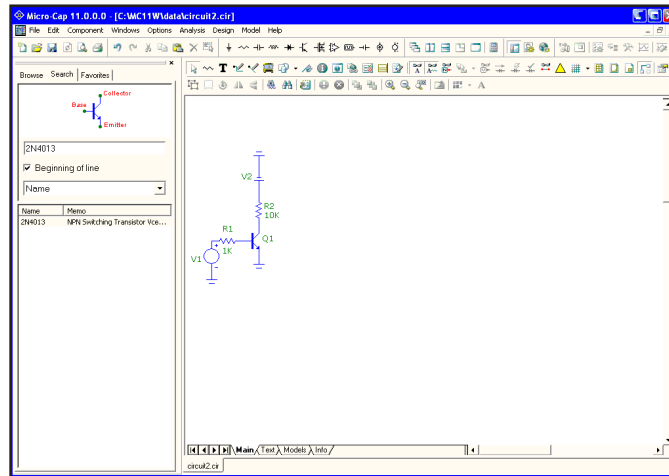 Micro-Cap 11.0.0.0 - [C:\MC11W\data\circuit2.cir]
File Edit Component Windows Options Analysis Design Model Help
Browse Search Favorites
Collector
Base
Emitter
2N4013
Beginning of line
Name
Name Memo
2N4013 NPN Switching Transistor Vce...
V2
R2
10K
R1
1K
Q1
V1
Main Text Models Info
circuit2.cir